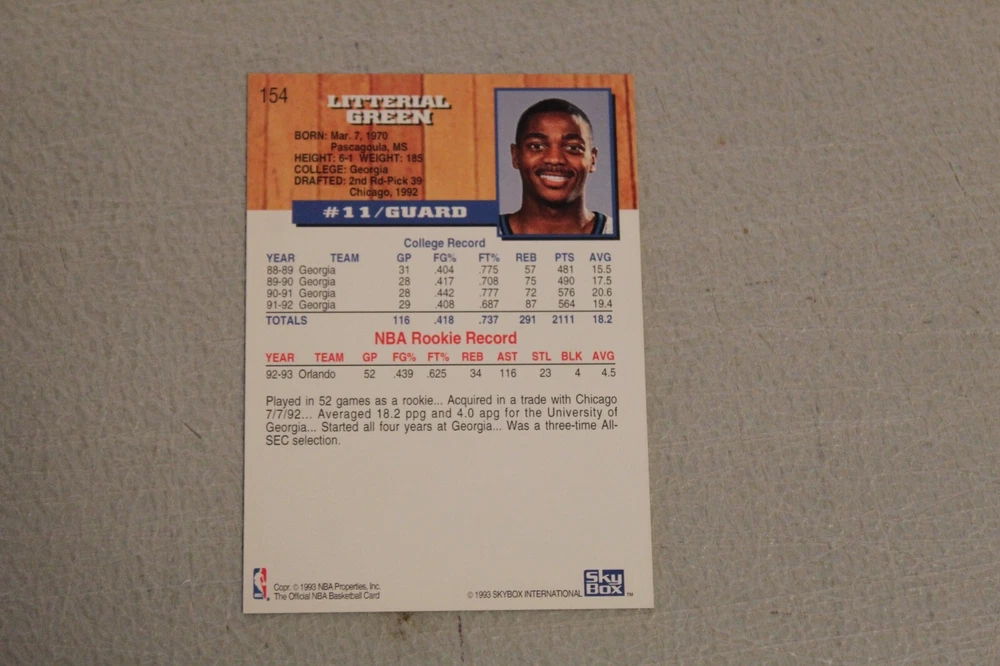 154
LITTERIAL
GREEN
BORN: Mar. 7, 1970
Pascagoula, MS
HEIGHT: 6-1 WEIGHT: 185
COLLEGE: Georgia
DRAFTED: 2nd Rd-Pick 39
Chicago, 1992
#11/GUARD
College Record
YEAR TEAM GP FG% FT% REB PTS AVG
88-89 Georgia 31 .404 .775 57 481 15.5
89-90 Georgia 28 .417 .708 75 490 17.5
90-91 Georgia 28 .442 .777 72 576 20.6
91-92 Georgia 29 .408 .687 87 564 19.4
TOTALS 116 .418 .737 291 2111 18.2
NBA Rookie Record
YEAR TEAM GP FG% FT% REB AST STL BLK AVG
92-93 Orlando 52 .439 .625 34 116 23 4 4.5
Played in 52 games as a rookie... Acquired in a trade with Chicago
7/7/92... Averaged 18.2 ppg and 4.0 apg for the University of
Georgia... Started all four years at Georgia... Was a three-time All-
SEC selection.
Copr. © 1993 NBA Properties, Inc.
The Official NBA Basketball Card
© 1993 SKYBOX INTERNATIONAL
Sky
Box
TM